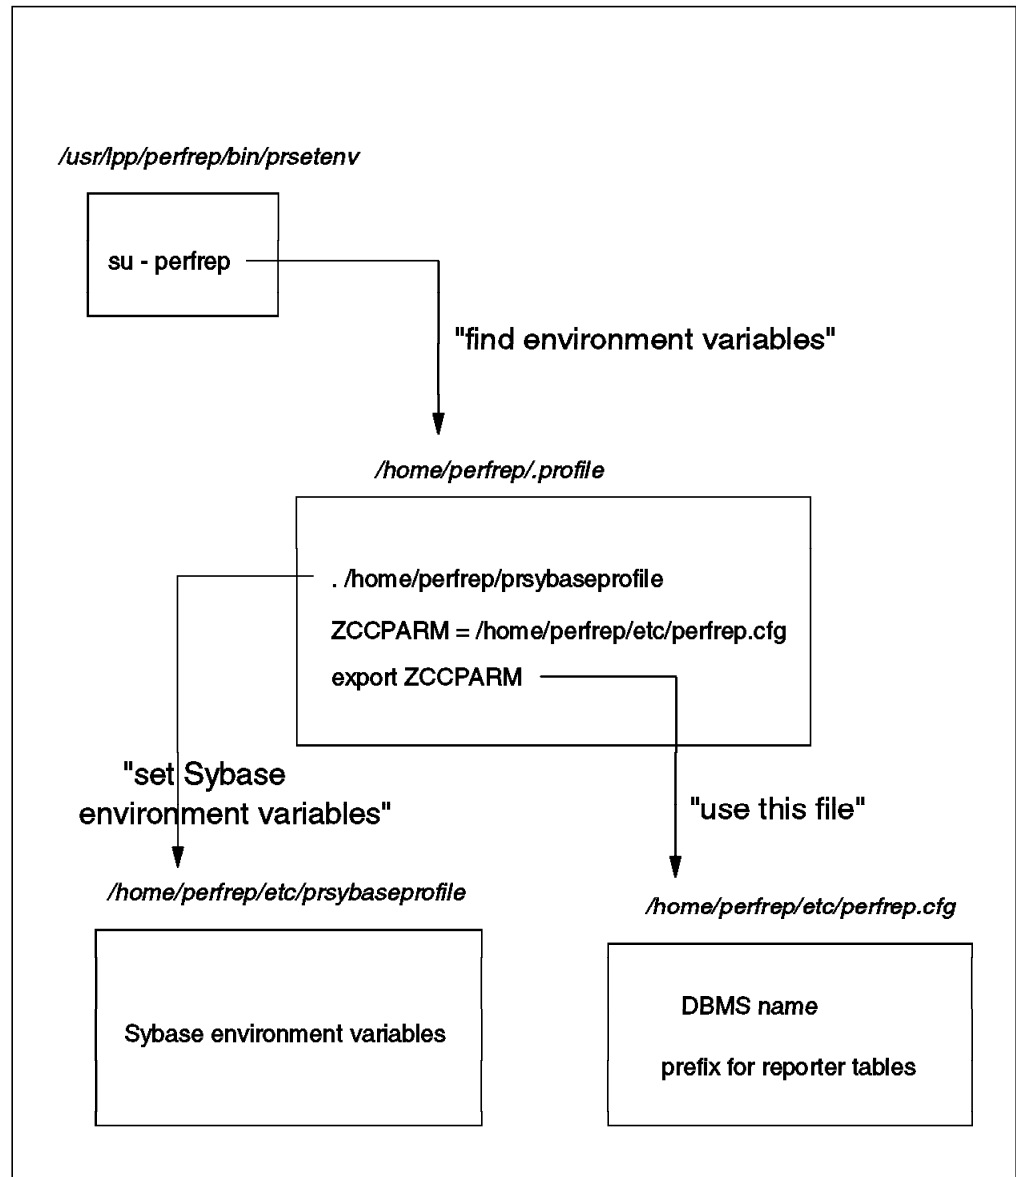 /usr/lpp/perfrep/bin/prsetenv
su - perfrep
"find environment variables"
/home/perfrep/.profile
. /home/perfrep/prsybaseprofile
ZCCPARM = /home/perfrep/etc/perfrep.cfg
export ZCCPARM
"set Sybase
environment variables"
"use this file"
/home/perfrep/etc/prsybaseprofile
/home/perfrep/etc/perfrep.cfg
Sybase environment variables
DBMS name
prefix for reporter tables